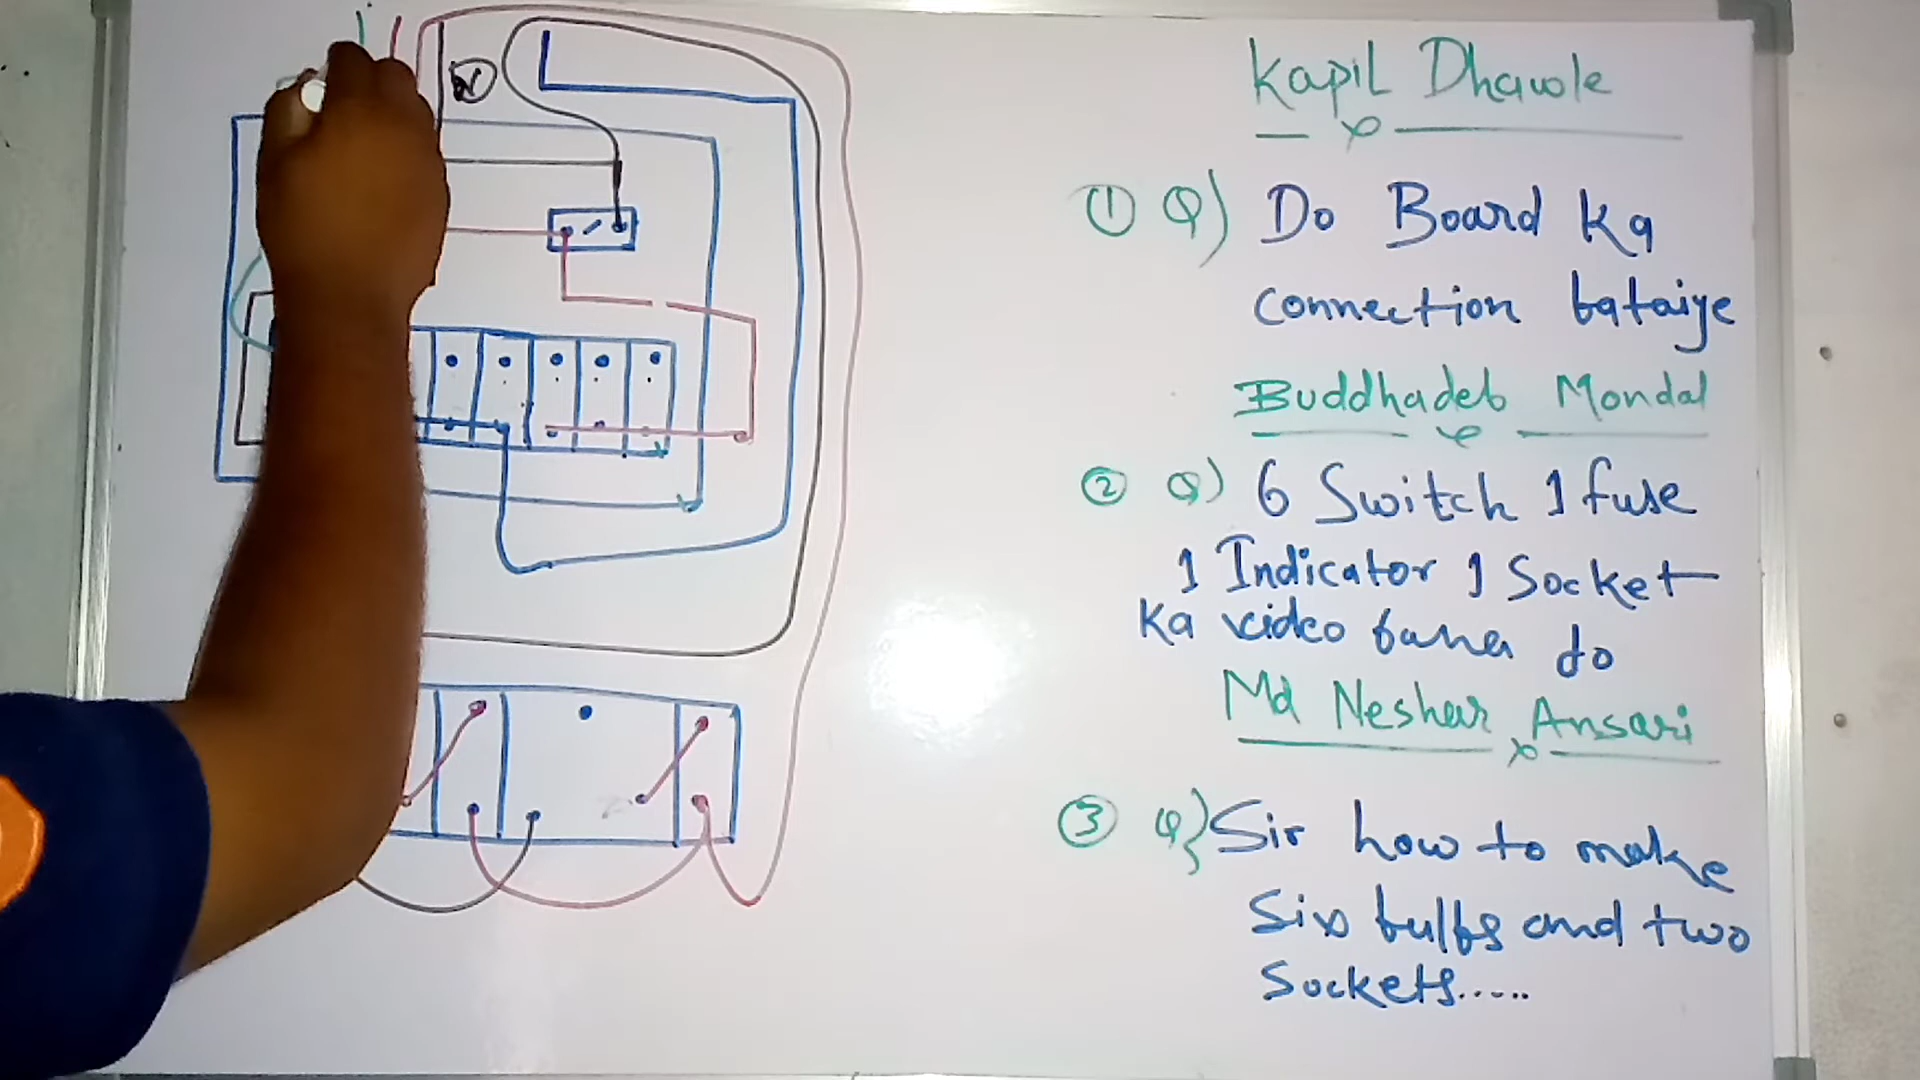 Kapil Dhawle
① Q) Do Board Ka
connection bataiye
Buddhadeb Mondal
② Q) 6 Switch 1 fuse
1 Indicator 1 Socket
Ka video bana do
Md Neshar Ansari
③ Q} Sir how to make
Six bulbs and two
Sockets.....
N